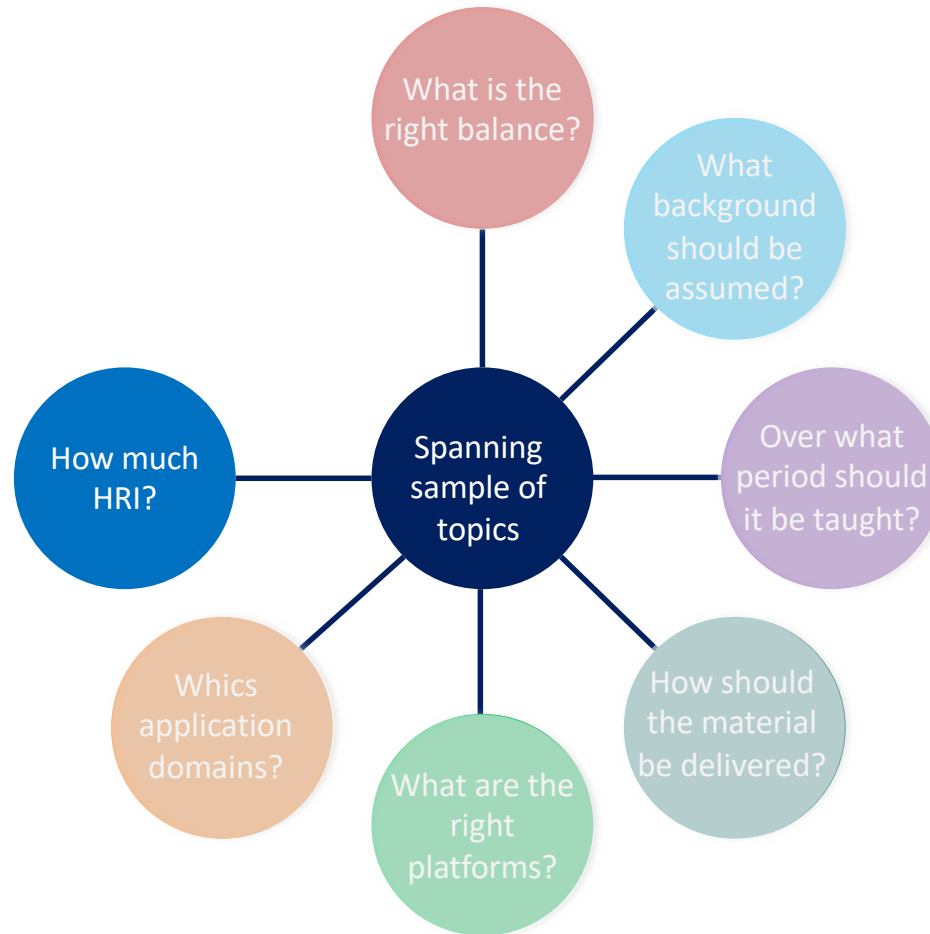 What is the
right balance?
What
background
should be
assumed?
Over what
period should
it be taught?
How should
the material
be delivered?
What are the
right
platforms?
Whics
application
domains?
How much
HRI?
Spanning
sample of
topics